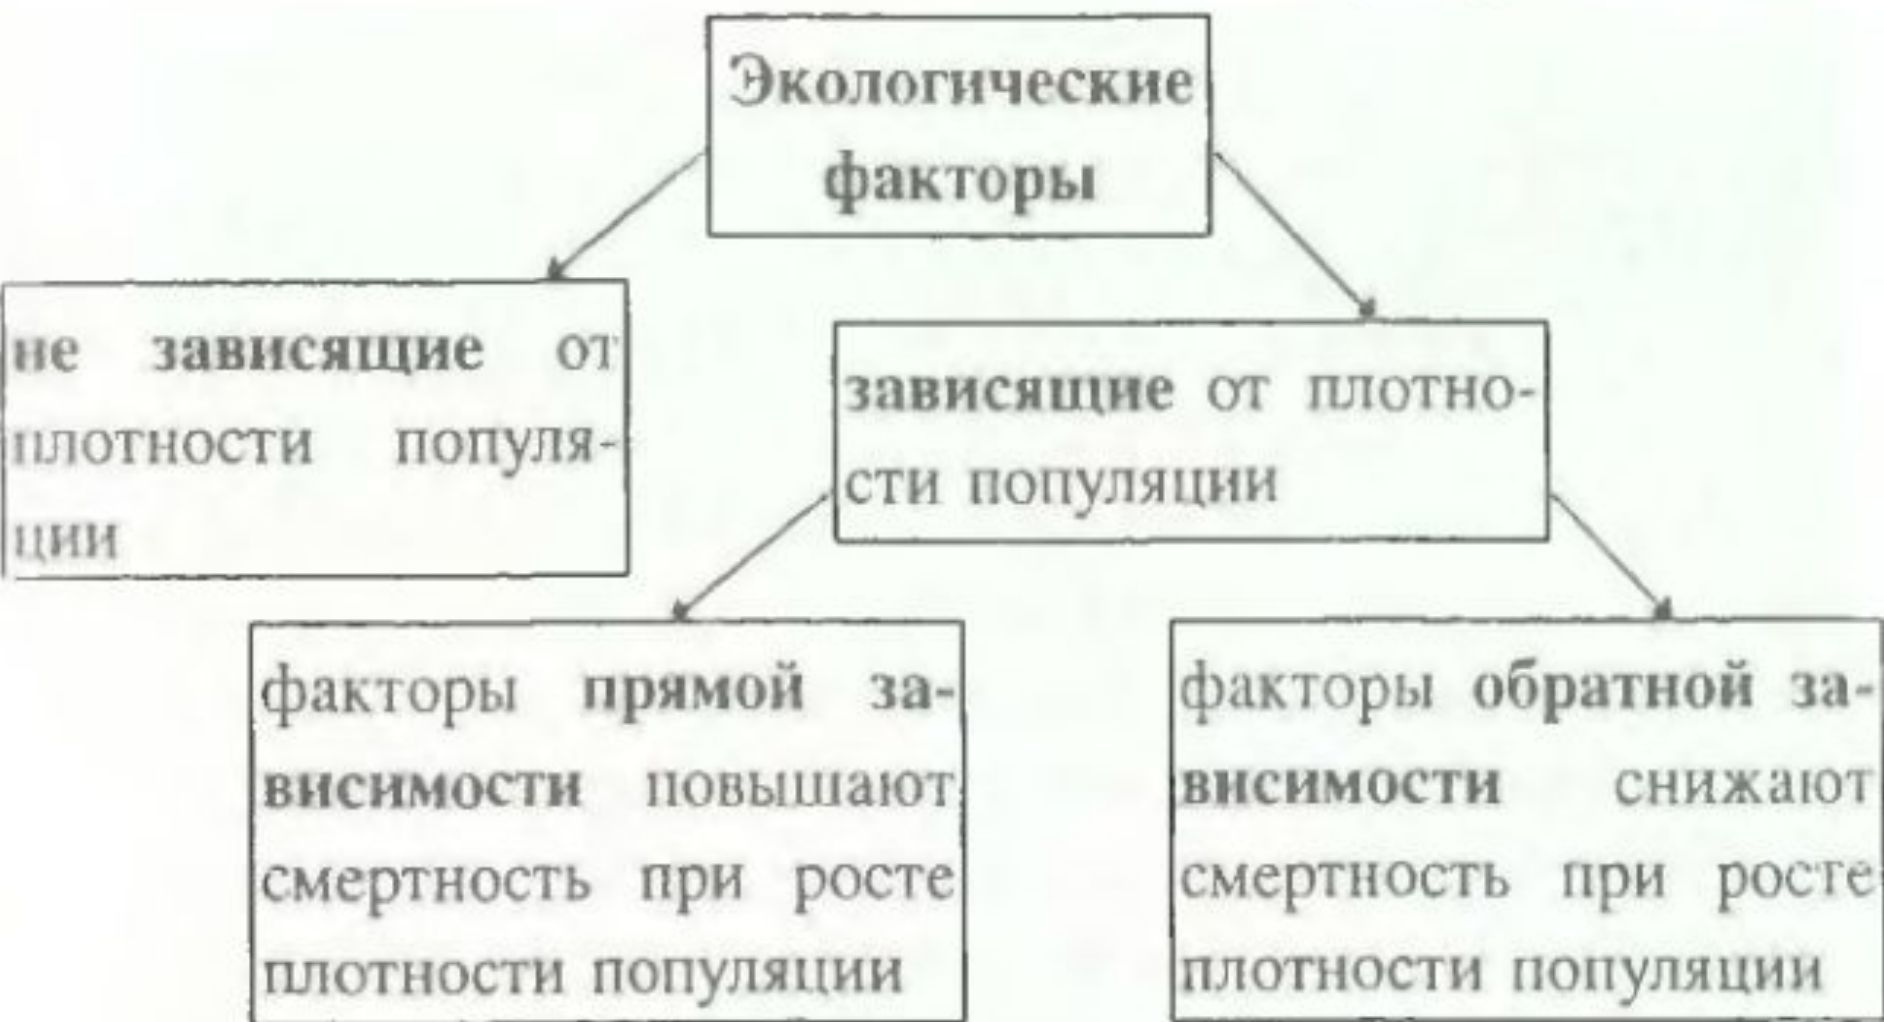 Экологические
факторы
не зависящие от
плотности популя-
ции
зависящие от плотно-
сти популяции
факторы прямой за-
висимости повышают
смертность при росте
плотности популяции
факторы обратной за-
висимости снижают
смертность при росте
плотности популяции